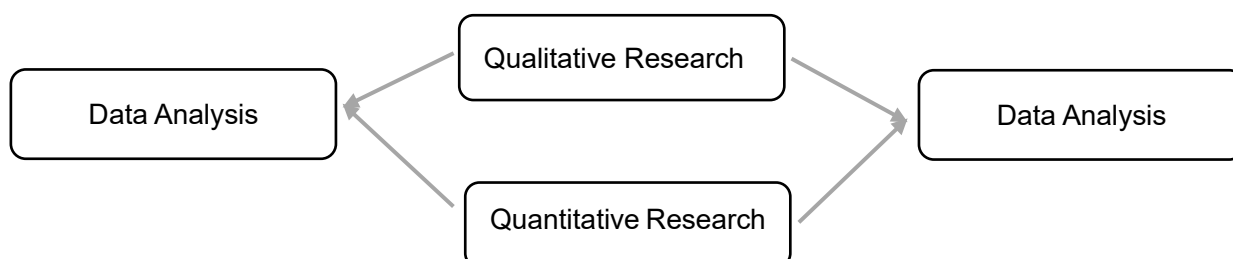 Qualitative Research
Data Analysis
Data Analysis
Quantitative Research